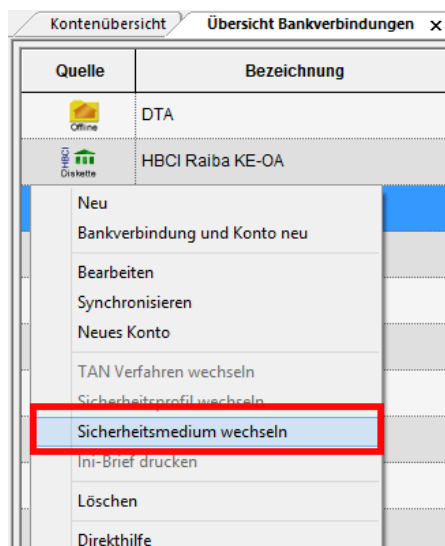 Kontenübersicht Übersicht Bankverbindungen x
Quelle Bezeichnung
Offline DTA
HBCI Diskette HBCI Raiba KE-OA
Neu
Bankverbindung und Konto neu
Bearbeiten
Synchronisieren
Neues Konto
TAN Verfahren wechseln
Sicherheitsprofil wechseln
Sicherheitsmedium wechseln
Ini-Brief drucken
Löschen
Direkthilfe